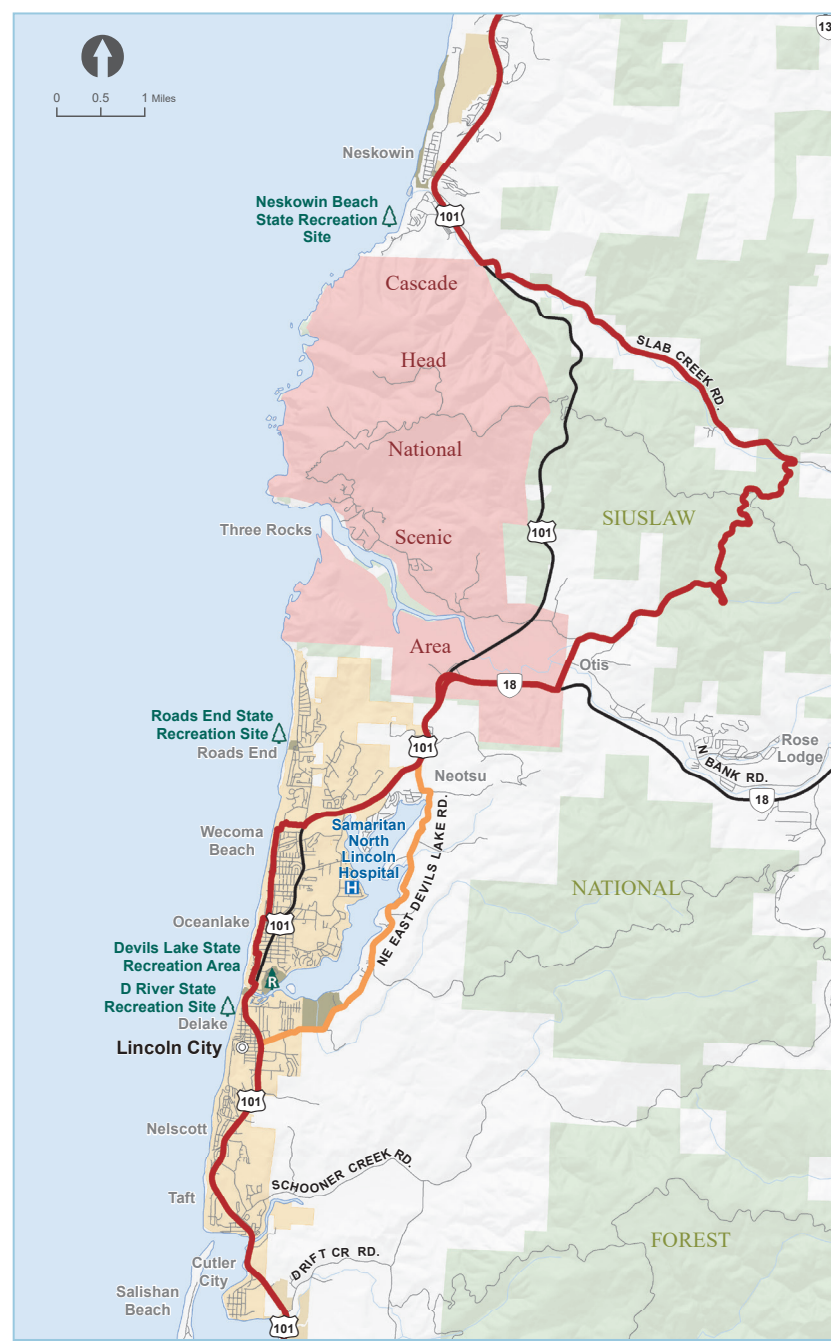 13
0 0.5 1 Miles
Neskowin
Neskowin Beach
State Recreation
Site
101
Cascade
Head
National
Scenic
Area
SLAB CREEK RD.
SIUSLAW
Three Rocks
101
Otis
18
Roads End State
Recreation Site
Roads End
101
Neotsu
N BANK RD.
Rose
Lodge
18
Wecoma
Beach
Samaritan
North
Lincoln
Hospital
H
NE EAST DEVILS LAKE RD.
NATIONAL
Oceanlake
101
Devils Lake State
Recreation Area
R
D River State
Recreation Site
Delake
Lincoln City
101
Nelscott
SCHOONER CREEK RD.
Taft
FOREST
DRIFT CR RD.
Cutler
City
Salishan
Beach
101